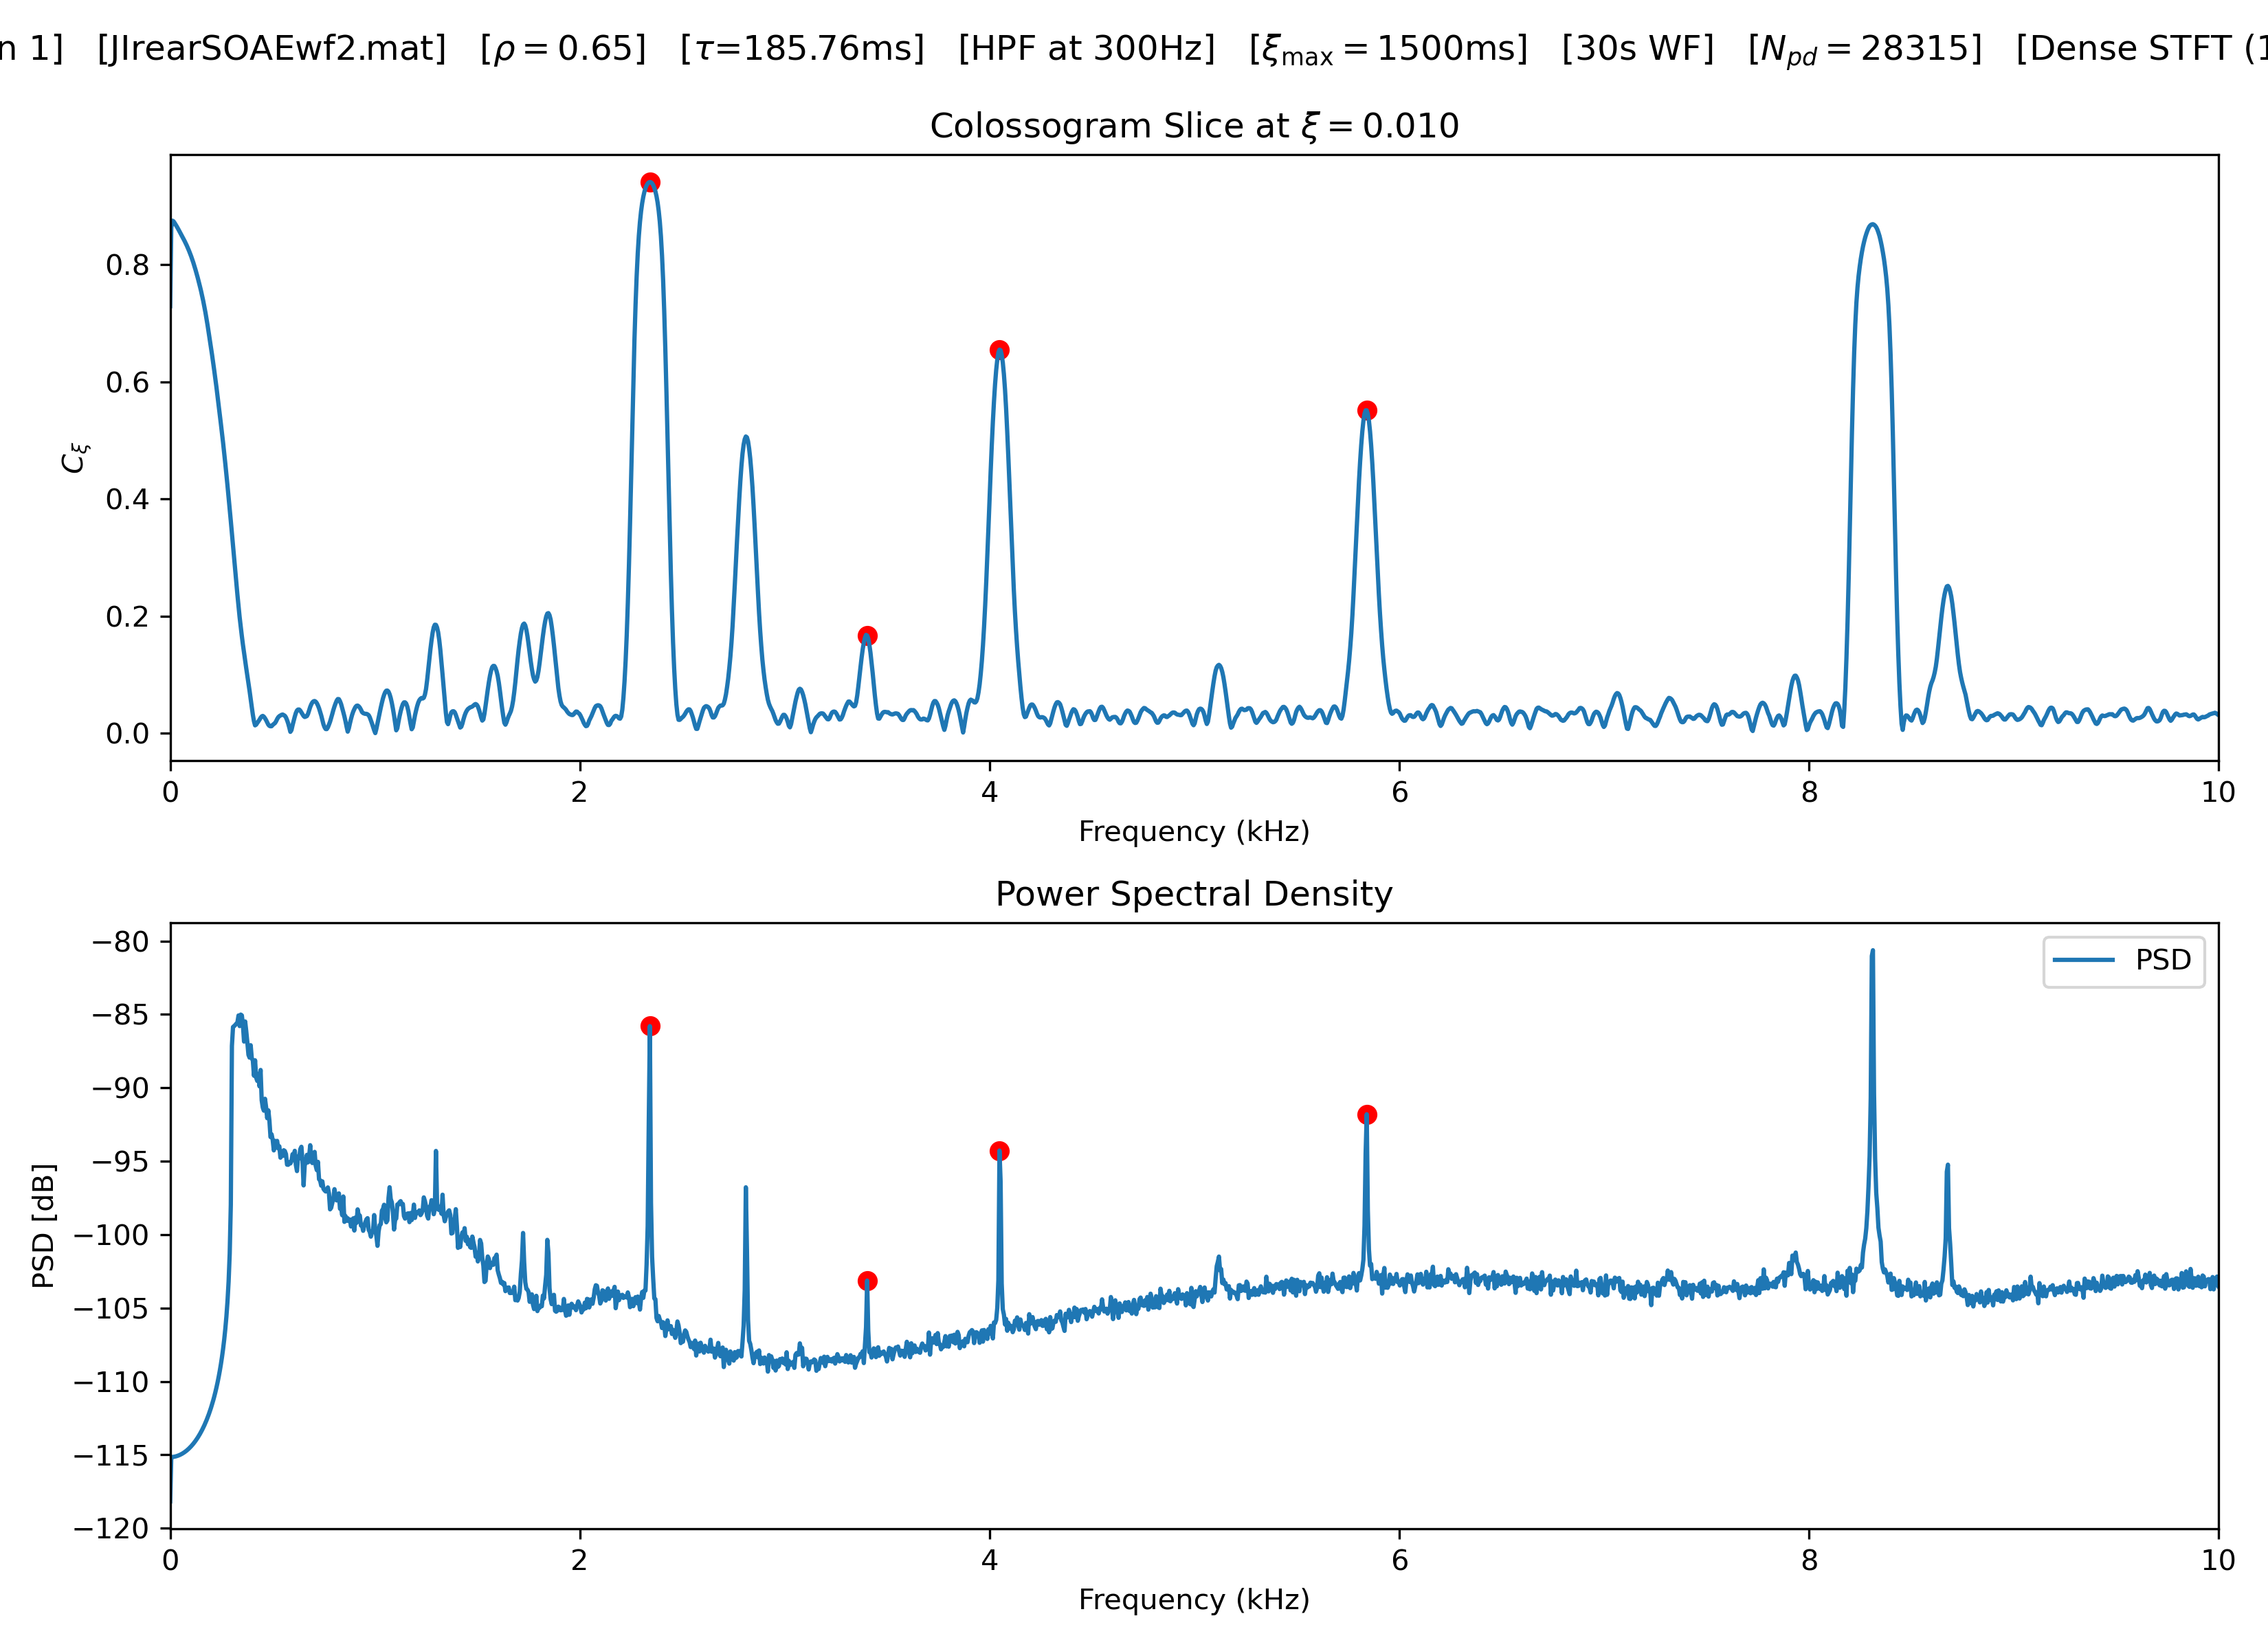 n 1] [JIrearSOAEwf2.mat] [ρ = 0.65] [τ=185.76ms] [HPF at 300Hz] [ξmax = 1500ms] [30s WF] [Npd = 28315] [Dense STFT (1
Colossogram Slice at ξ = 0.010
0.8
0.6
0.4
0.2
0.0
Cξ
0 2 4 6 8 10
Frequency (kHz)
Power Spectral Density
PSD
−80
−85
−90
−95
−100
−105
−110
−115
−120
PSD [dB]
0 2 4 6 8 10
Frequency (kHz)